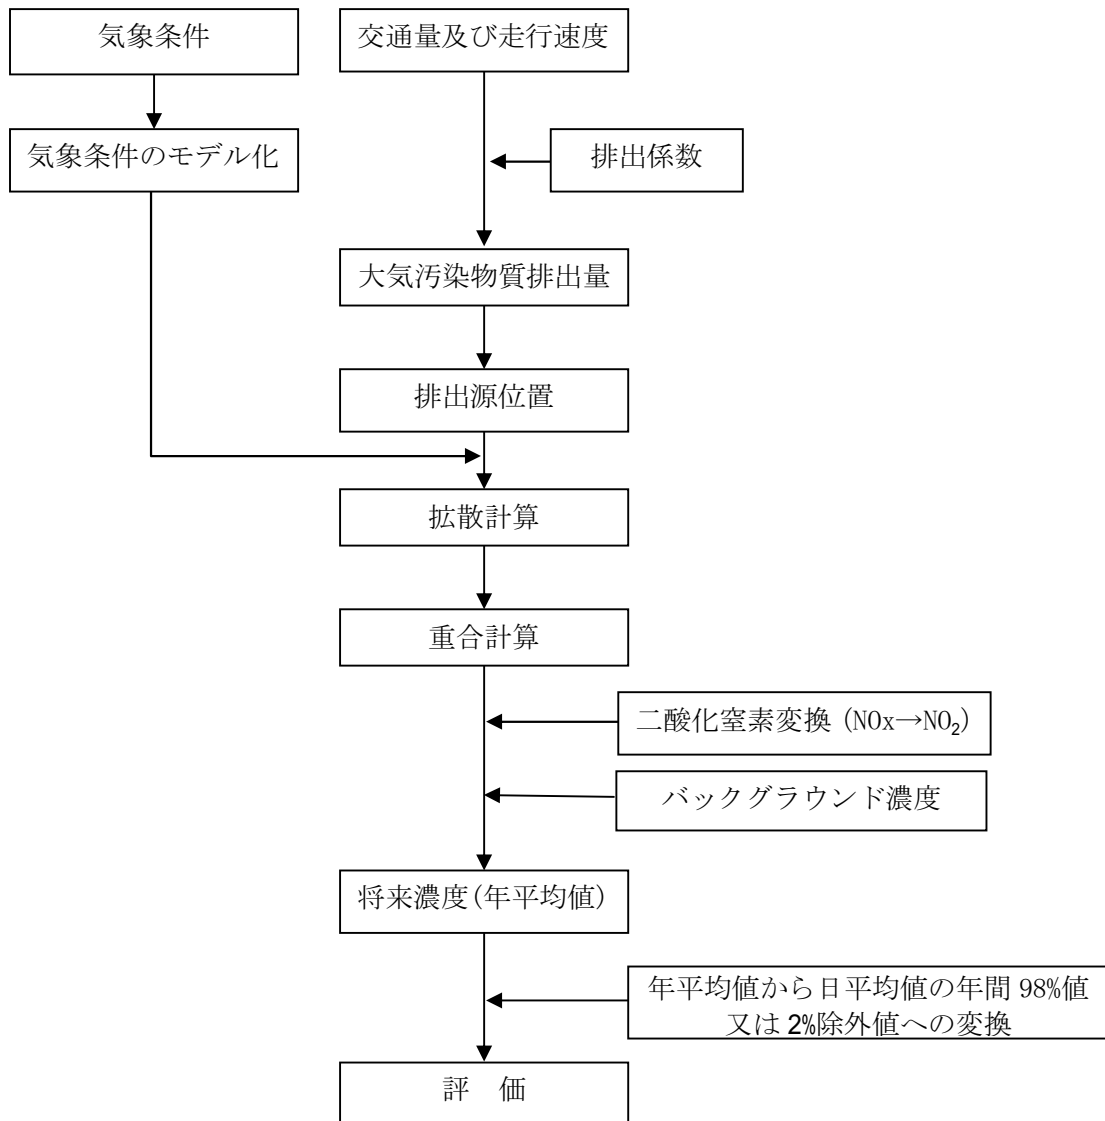 気象条件
交通量及び走行速度
気象条件のモデル化
排出係数
大気汚染物質排出量
排出源位置
拡散計算
重合計算
二酸化窒素変換（NOx→NO₂）
バックグラウンド濃度
将来濃度(年平均値)
年平均値から日平均値の年間 98%値
又は 2%除外値への変換
評　価